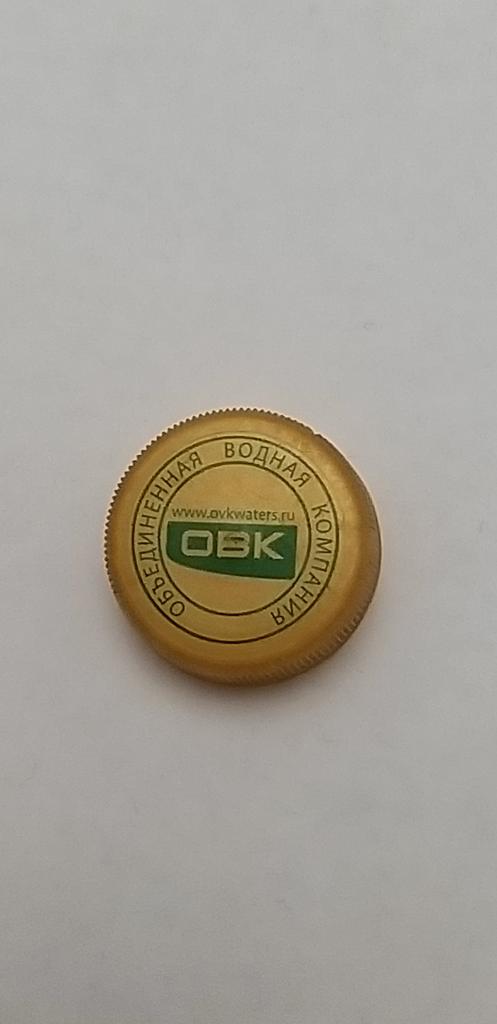 ОБЪЕДИНЕННАЯ ВОДНАЯ КОМПАНИЯ
www.ovkwaters.ru
ОВК